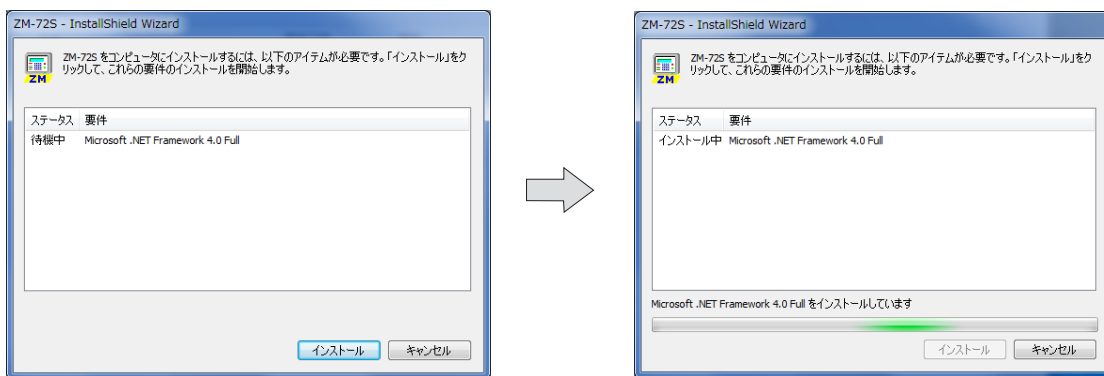 ZM-72S - InstallShield Wizard
ZM
ZM-72S をコンピュータにインストールするには、以下のアイテムが必要です。「インストール」をク
リックして、これらの要件のインストールを開始します。
ステータス 要件
待機中 Microsoft .NET Framework 4.0 Full
インストール キャンセル
ZM-72S - InstallShield Wizard
ZM
ZM-72S をコンピュータにインストールするには、以下のアイテムが必要です。「インストール」をク
リックして、これらの要件のインストールを開始します。
ステータス 要件
インストール中 Microsoft .NET Framework 4.0 Full
Microsoft .NET Framework 4.0 Full をインストールしています
インストール キャンセル